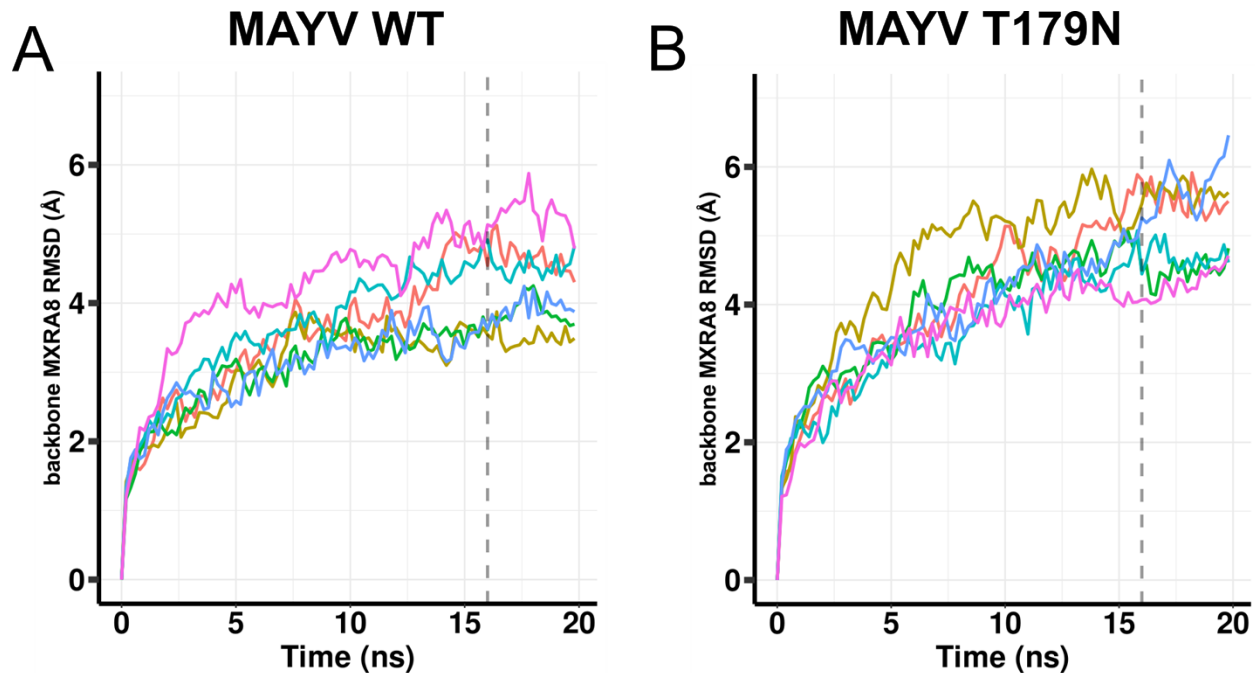 A
MAYV WT
backbone MXRA8 RMSD (Å)
6
4
2
0
0 5 10 15 20
Time (ns)
B
MAYV T179N
backbone MXRA8 RMSD (Å)
6
4
2
0
0 5 10 15 20
Time (ns)